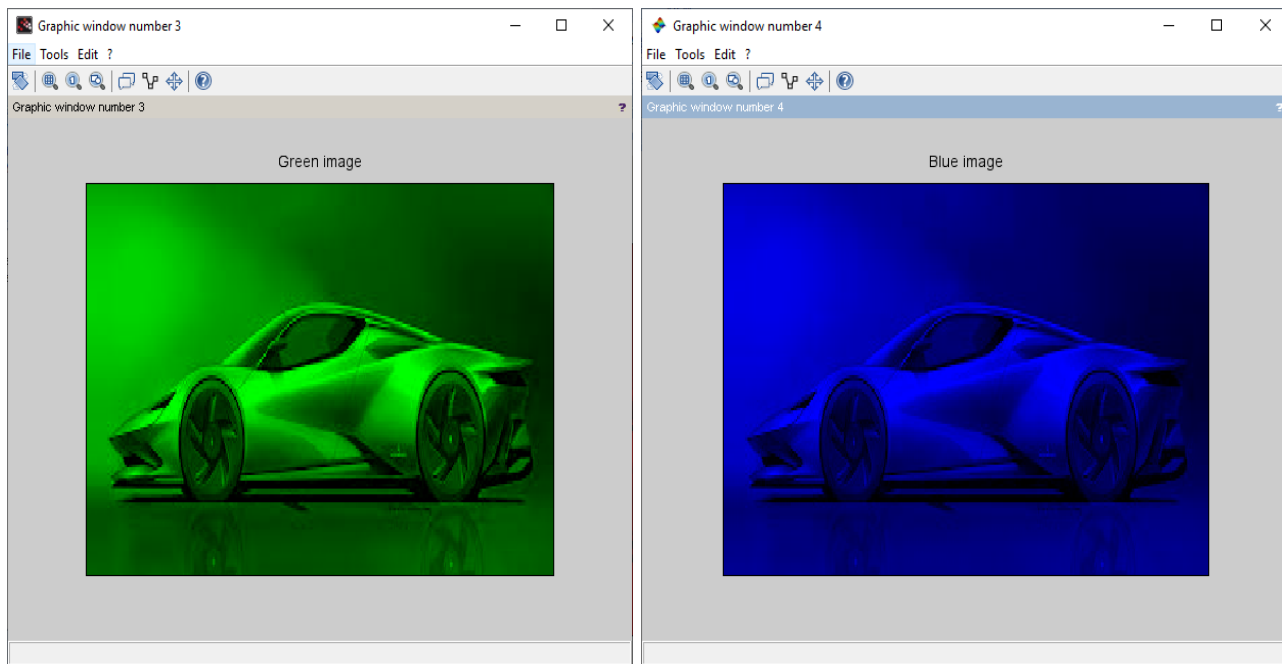 Graphic window number 3
File Tools Edit ?
Graphic window number 3 ?
Green image
Graphic window number 4
File Tools Edit ?
Graphic window number 4 ?
Blue image